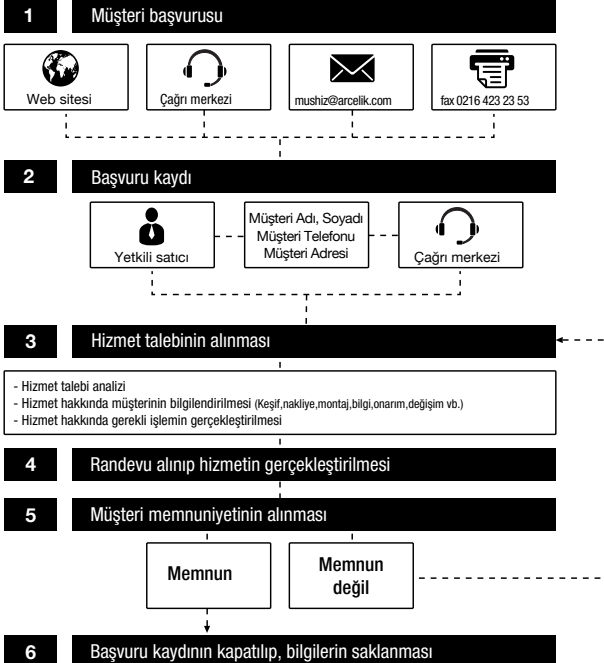 1 Müşteri başvurusu
Web sitesi
Çağrı merkezi
mushiz@arcelik.com
fax 0216 423 23 53
2 Başvuru kaydı
Yetkili satıcı
Müşteri Adı, Soyadı
Müşteri Telefonu
Müşteri Adresi
Çağrı merkezi
3 Hizmet talebinin alınması
- Hizmet talebi analizi
- Hizmet hakkında müşterinin bilgilendirilmesi (Keşif,nakliye,montaj,bilgi,onarım,değişim vb.)
- Hizmet hakkında gerekli işlemin gerçekleştirilmesi
4 Randevu alınıp hizmetin gerçekleştirilmesi
5 Müşteri memnuniyetinin alınması
Memnun
Memnun
değil
6 Başvuru kaydının kapatılıp, bilgilerin saklanması